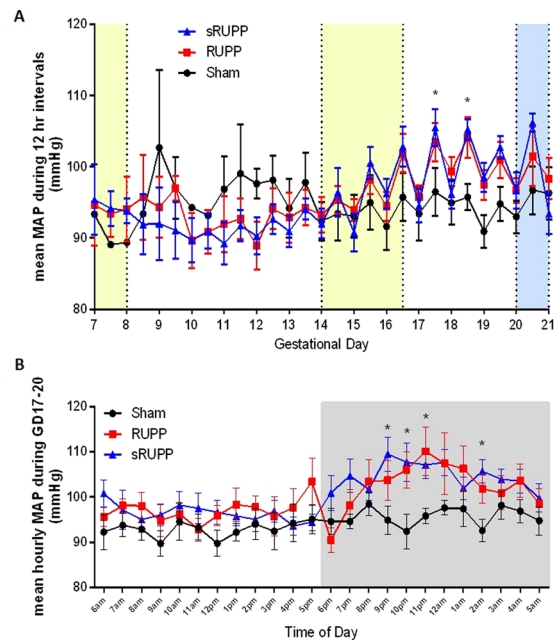 A
mean MAP during 12 hr intervals
(mmHg)
120
110
100
90
80
sRUPP
RUPP
Sham
*
*
7 8 9 10 11 12 13 14 15 16 17 18 19 20 21
Gestational Day
B
mean hourly MAP during GD17-20
(mmHg)
120
110
100
90
80
Sham
RUPP
sRUPP
* * * *
6am 7am 8am 9am 10am 11am 12pm 1pm 2pm 3pm 4pm 5pm 6pm 7pm 8pm 9pm 10pm 11pm 12am 1am 2am 3am 4am 5am
Time of Day